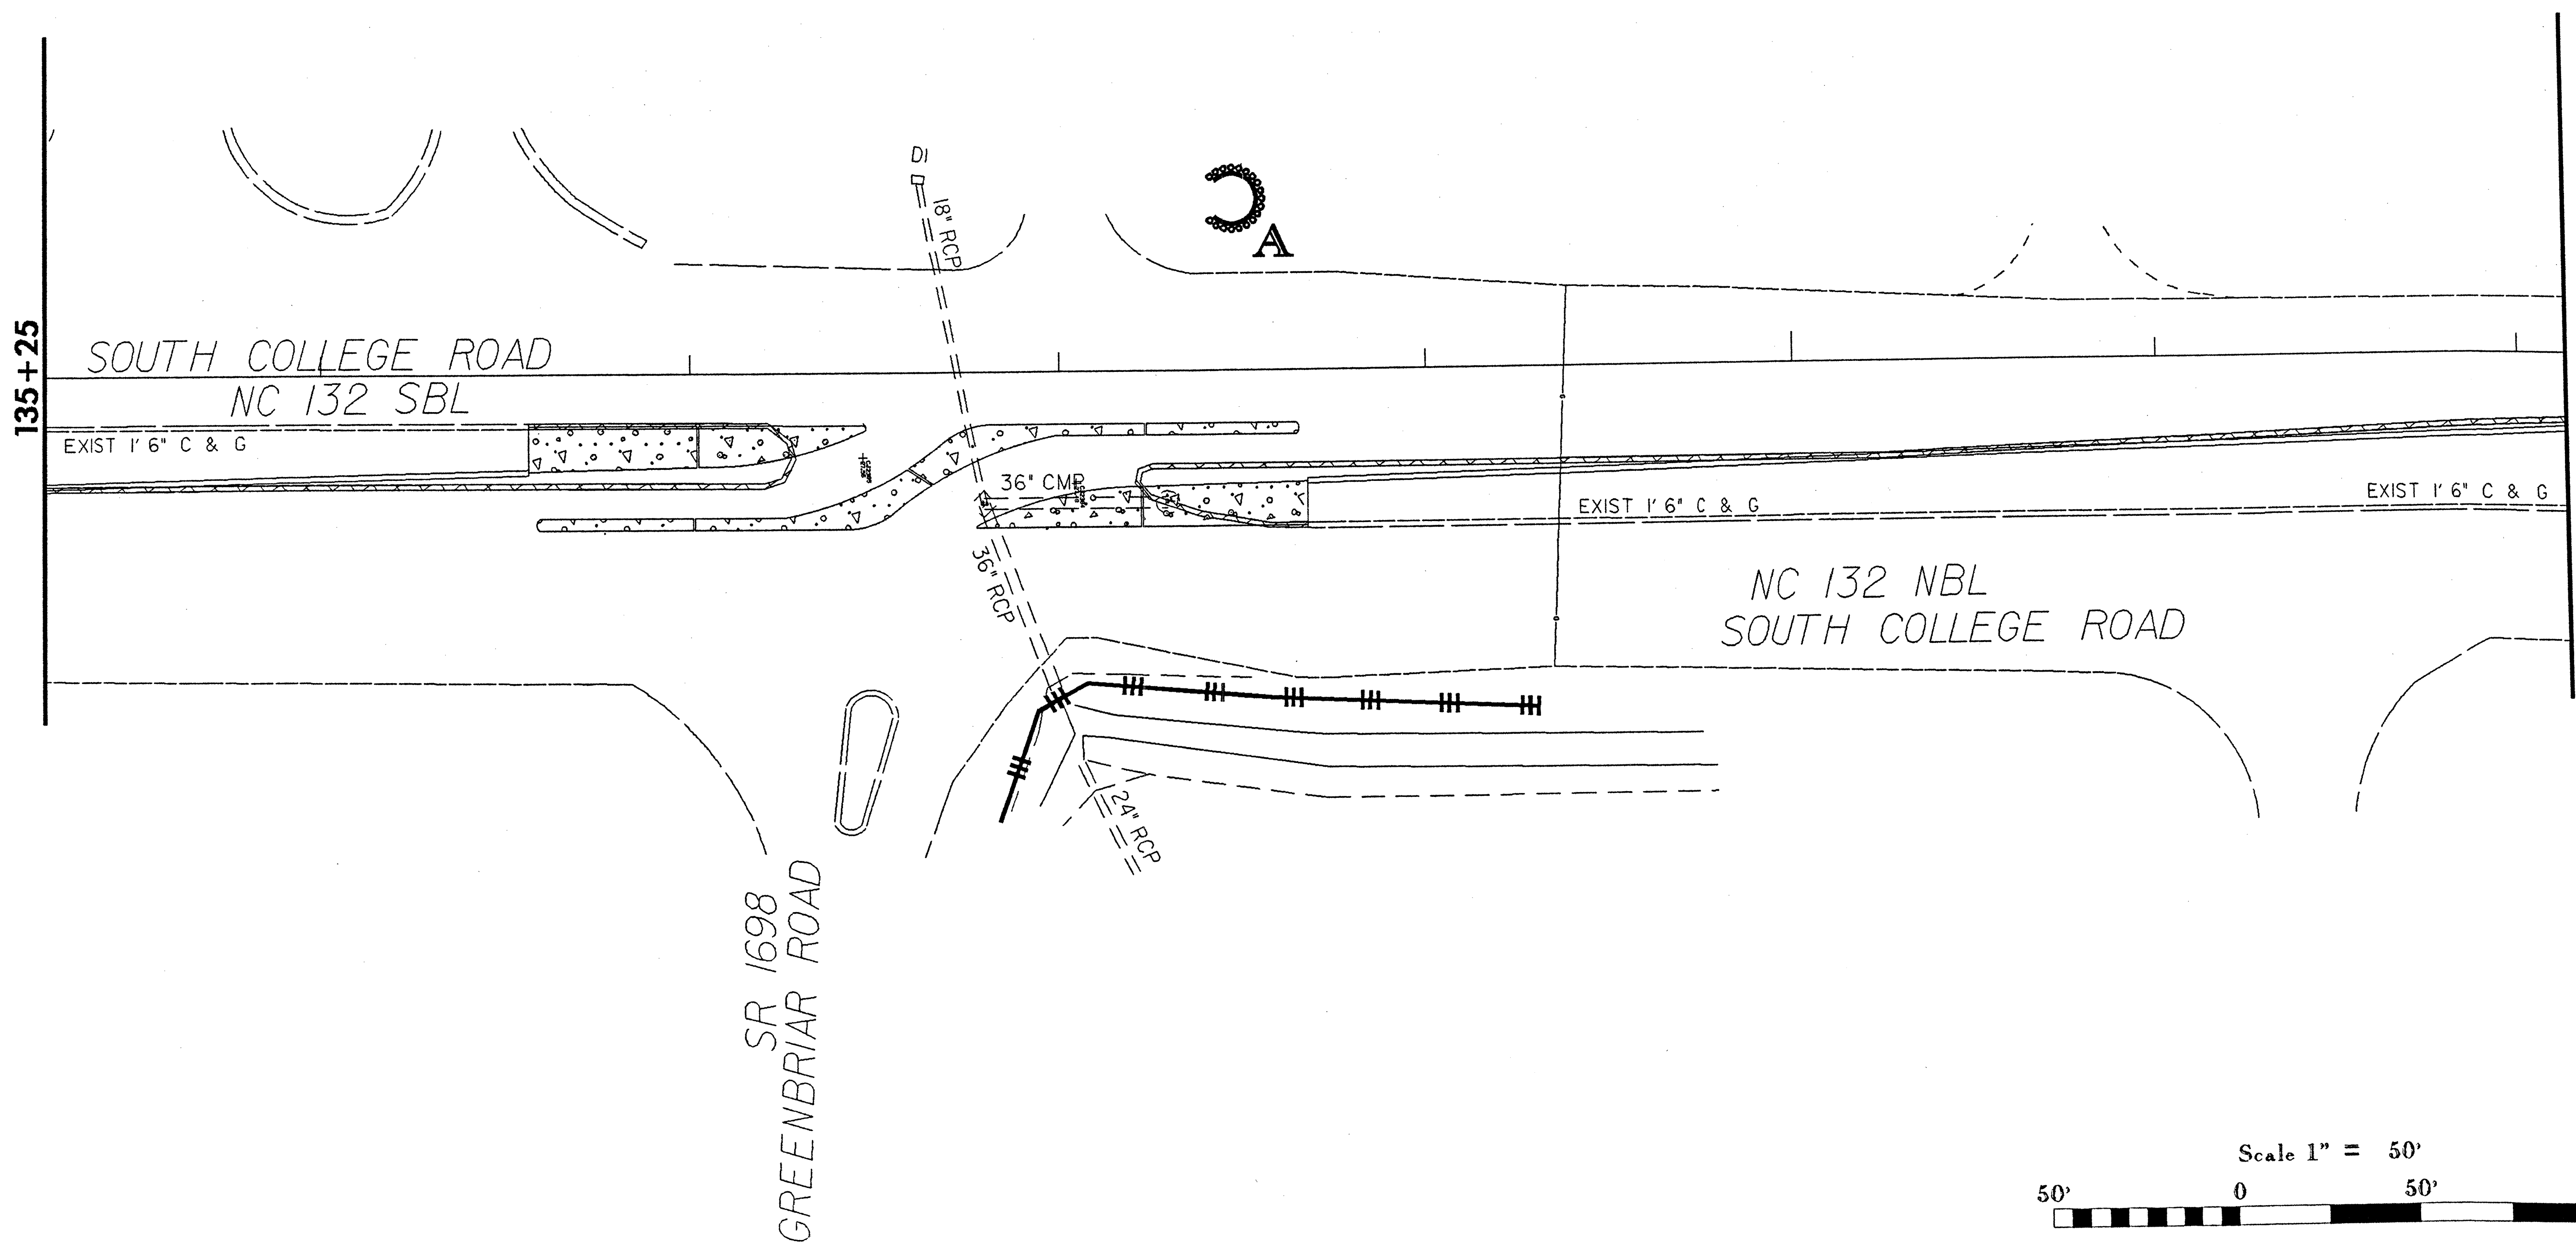 DI
18" RCP
A
135+25
SOUTH COLLEGE ROAD
NC 132 SBL
EXIST 1' 6" C & G
36" CMP
EXIST 1' 6" C & G
EXIST 1' 6" C & G
36" RCP
NC 132 NBL
SOUTH COLLEGE ROAD
24" RCP
SR 1698
GREENBRIAR ROAD
Scale 1" = 50'
50' 0 50'